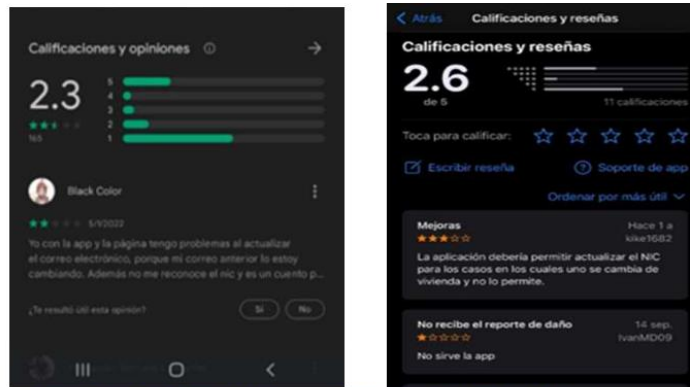 Calificaciones y opiniones
2.3
5
4
3
2
1
165
Black Color
5/1/2022
Yo con la app y la página tengo problemas al actualizar
el correo electrónico, porque mi correo anterior lo estoy
cambiando. Además no me reconoce el nic y es un cuento p...
¿Te resultó útil esta opinión?
Sí
No
Atrás
Calificaciones y reseñas
Calificaciones y reseñas
2.6
de 5
11 calificaciones
Toca para calificar:
Escribir reseña
Soporte de app
Ordenar por más útil
Mejoras
Hace 1 a
kike1682
La aplicación debería permitir actualizar el NIC
para los casos en los cuales uno se cambia de
vivienda y no lo permite.
No recibe el reporte de daño
14 sep.
IvanMD09
No sirve la app